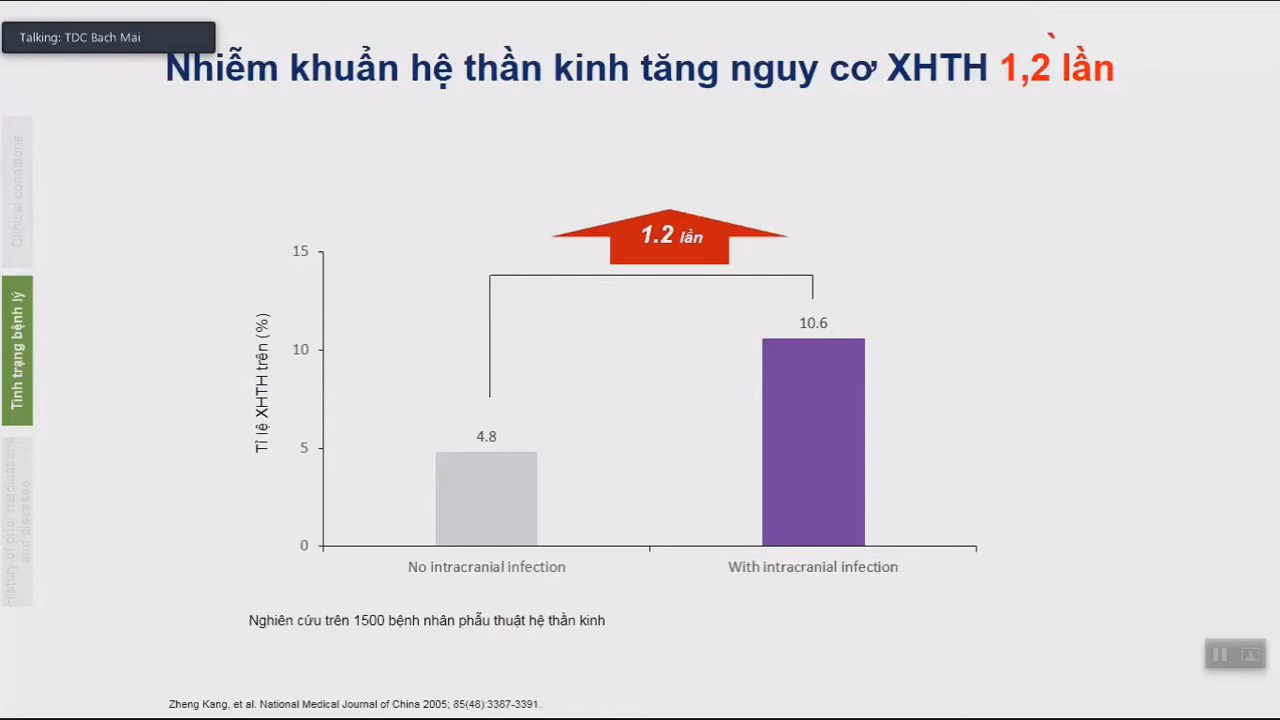 Talking: TDC Bach Mai
Nhiễm khuẩn hệ thần kinh tăng nguy cơ XHTH 1,2 lần
Clinical conditions
Tình trạng bệnh lý
History of prior medications
and diseases
1.2 lần
Tỉ lệ XHTH trên (%)
15
10
5
0
4.8
10.6
No intracranial infection
With intracranial infection
Nghiên cứu trên 1500 bệnh nhân phẫu thuật hệ thần kinh
Zheng Kang, et al. National Medical Journal of China 2005; 85(48):3387-3391.